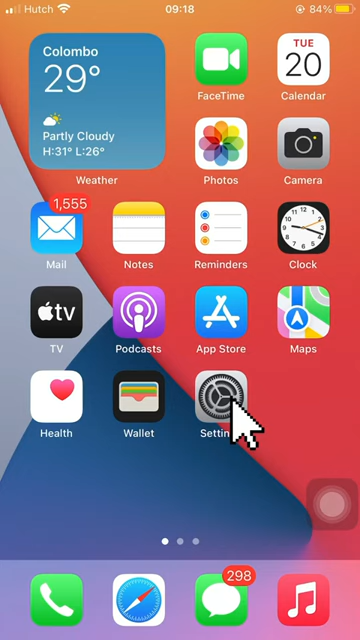 Hutch 09:18 84%
Colombo
29°
Partly Cloudy
H:31° L:26°
Weather
FaceTime
TUE
20
Calendar
Photos
Camera
1,555
Mail
Notes
Reminders
Clock
tv
TV
Podcasts
App Store
Maps
Health
Wallet
298